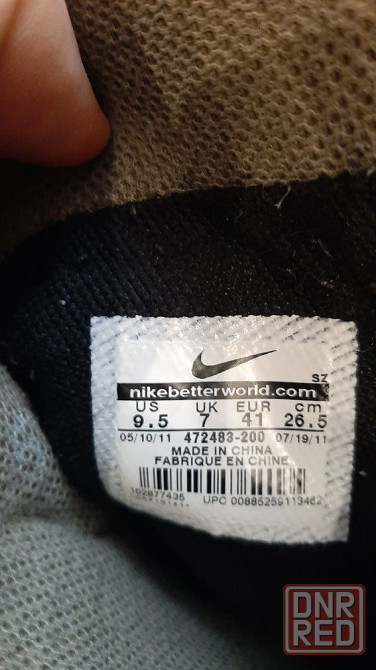 SZ
nikebetterworld.com
US UK EUR cm
9.5 7 41 26.5
05/10/11 472483-200 07/19/11
MADE IN CHINA
FABRIQUE EN CHINE
102877435 UPC 00885259113462
DNR
RED